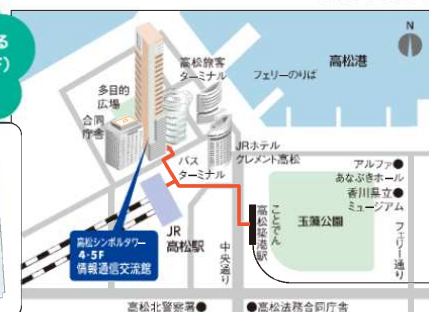 る
F)
N
高松港
高松旅客
ターミナル
フェリーのりば
多目的
広場
合同
庁舎
JRホテル
クレメント高松
バス
ターミナル
アルファ
あなぶきホール
香川県立
ミュージアム
玉藻公園
ことでん
高松築港駅
JR
高松駅
中央通り
フェリー通り
高松シンボルタワー
4・5F
情報通信交流館
高松北警察署
高松法務合同庁舎